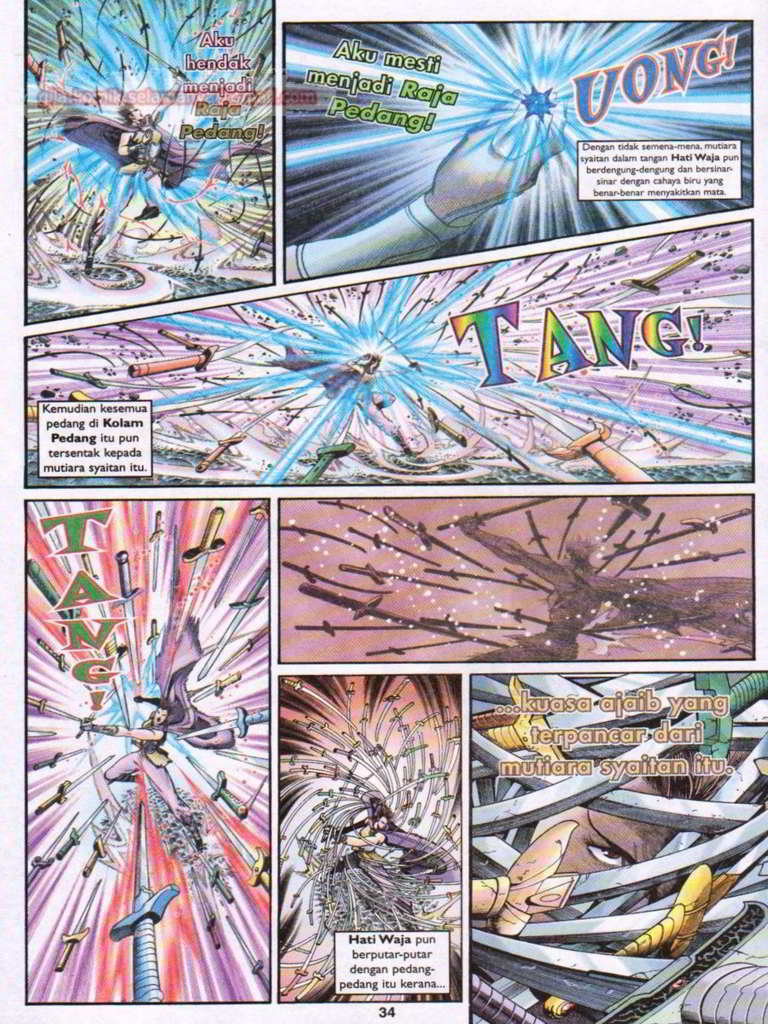 Aku
hendak
menjadi
Raja
Pedang!
Aku mesti
menjadi Raja
Pedang!
UONG!
Dengan tidak semena-mena, mutiara
syaitan dalam tangan Hati Waja pun
berdengung-dengung dan bersinar-
sinar dengan cahaya biru yang
benar-benar menyakitkan mata.
TANG!
Kemudian kesemua
pedang di Kolam
Pedang itu pun
tersentak kepada
mutiara syaitan itu.
TANG!
Hati Waja pun
berputar-putar
dengan pedang-
pedang itu kerana...
...kuasa ajaib yang
terpancar dari
mutiara syaitan itu.
34